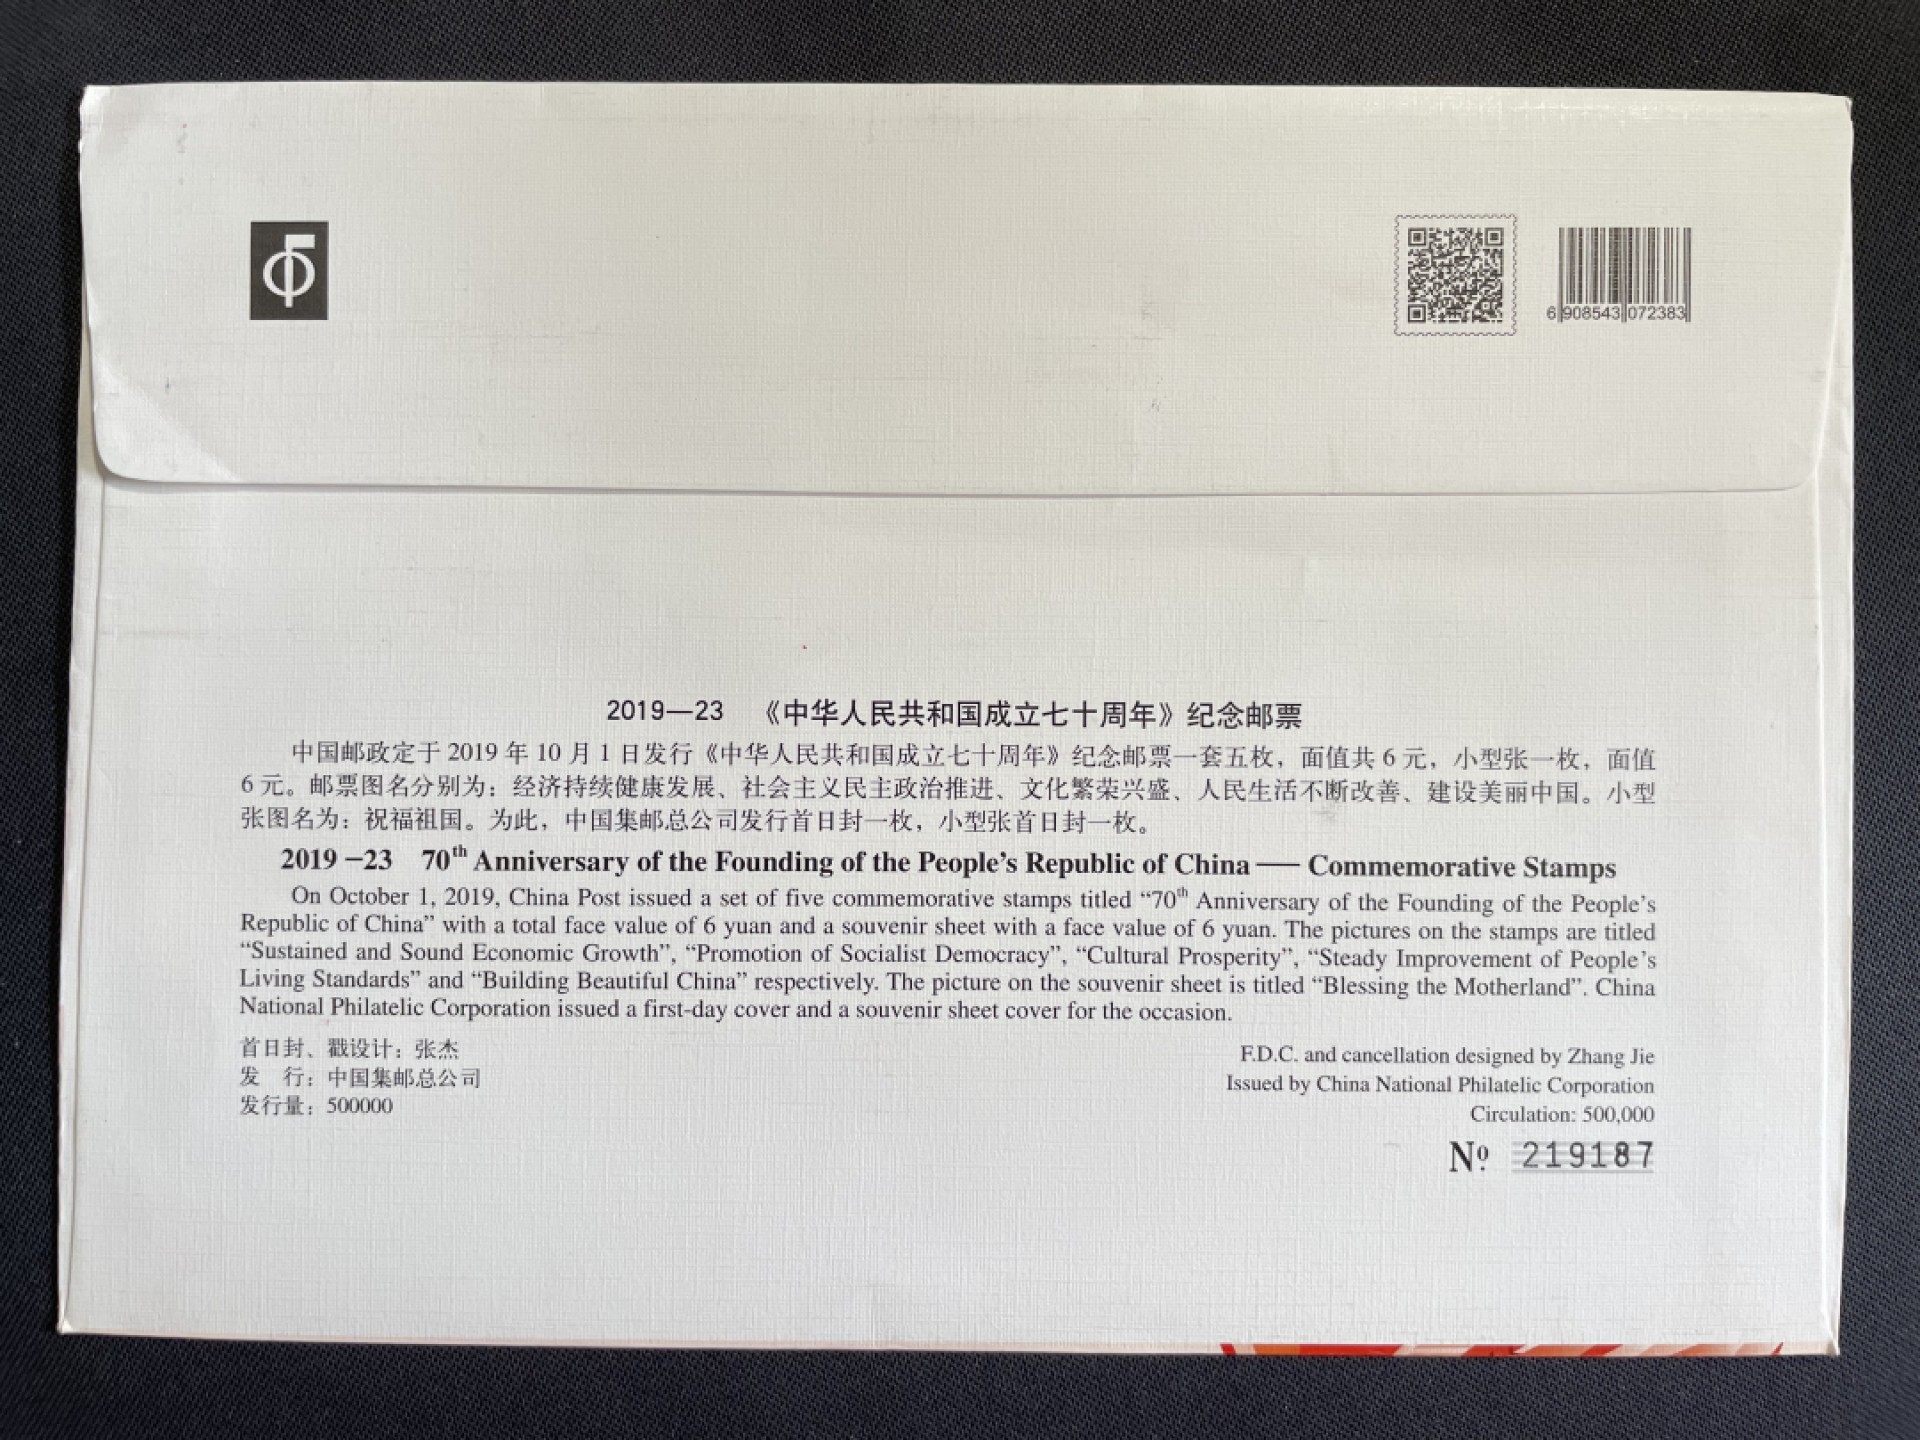 6 908543 072383
2019—23 《中华人民共和国成立七十周年》纪念邮票
中国邮政定于 2019 年 10 月 1 日发行《中华人民共和国成立七十周年》纪念邮票一套五枚，面值共 6 元，小型张一枚，面值
6 元。邮票图名分别为：经济持续健康发展、社会主义民主政治推进、文化繁荣兴盛、人民生活不断改善、建设美丽中国。小型
张图名为：祝福祖国。为此，中国集邮总公司发行首日封一枚，小型张首日封一枚。
2019 –23 70th Anniversary of the Founding of the People's Republic of China — Commemorative Stamps
On October 1, 2019, China Post issued a set of five commemorative stamps titled “70th Anniversary of the Founding of the People's
Republic of China” with a total face value of 6 yuan and a souvenir sheet with a face value of 6 yuan. The pictures on the stamps are titled
“Sustained and Sound Economic Growth”, “Promotion of Socialist Democracy”, “Cultural Prosperity”, “Steady Improvement of People's
Living Standards” and “Building Beautiful China” respectively. The picture on the souvenir sheet is titled “Blessing the Motherland”. China
National Philatelic Corporation issued a first-day cover and a souvenir sheet cover for the occasion.
首日封、戳设计：张杰
发 行：中国集邮总公司
发行量：500000
F.D.C. and cancellation designed by Zhang Jie
Issued by China National Philatelic Corporation
Circulation: 500,000
Nº 219187